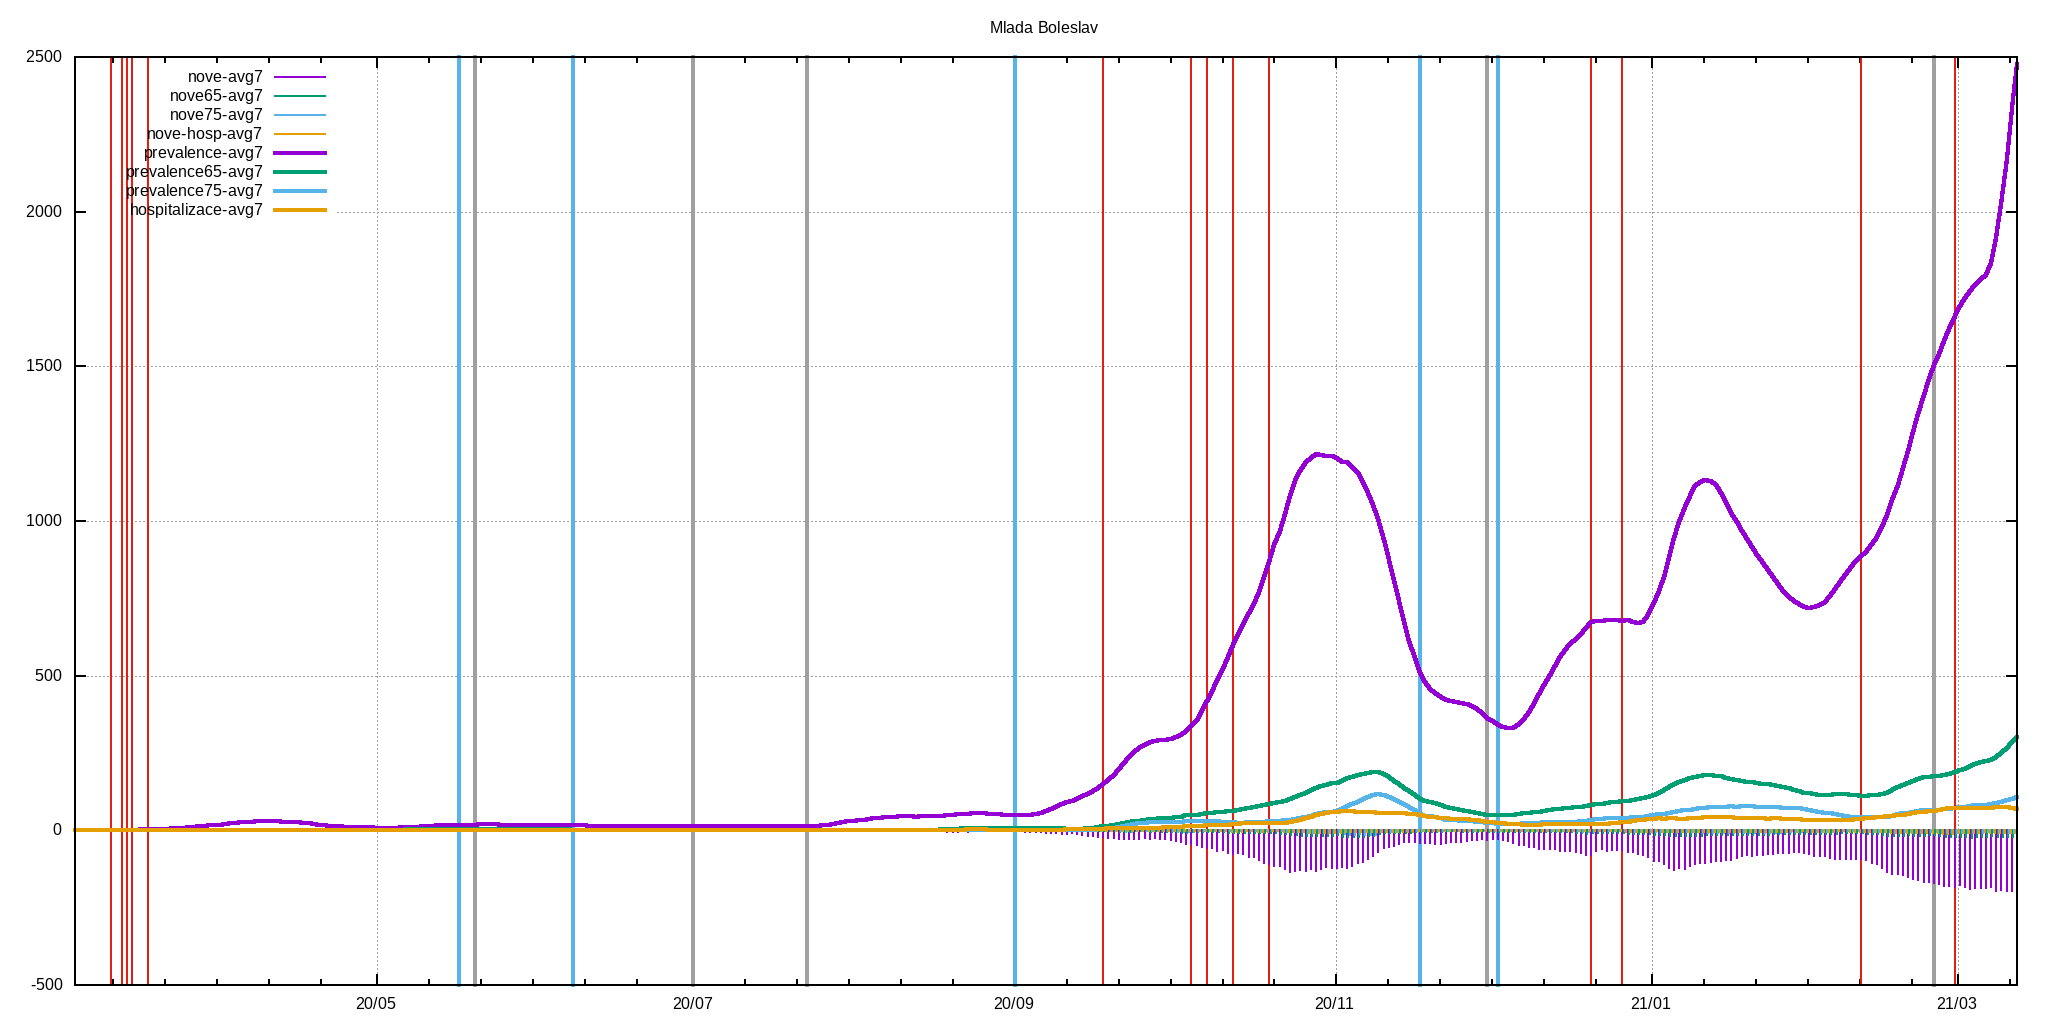 Mlada Boleslav
2500
2000
1500
1000
500
0
-500
nove-avg7
nove65-avg7
nove75-avg7
nove-hosp-avg7
prevalence-avg7
prevalence65-avg7
prevalence75-avg7
hospitalizace-avg7
20/05 20/07 20/09 20/11 21/01 21/03